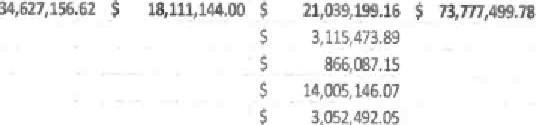 34,627,156.62 $ 18,111,144.00 $ 21,039,199.16 $ 73,777,499.78
$ 3,115,473.89
$ 866,087.15
$ 14,005,146.07
$ 3,052,492.05